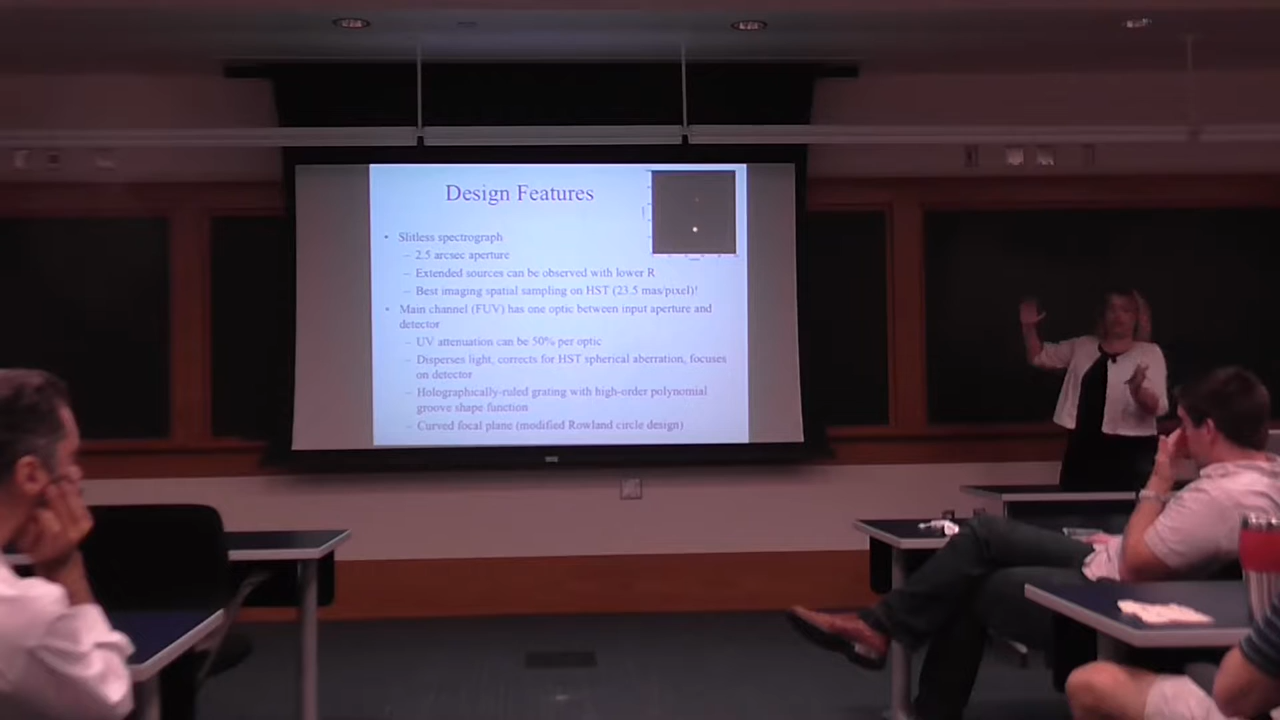 Design Features
• Slitless spectrograph
– 2.5 arcsec aperture
– Extended sources can be observed with lower R
– Best imaging spatial sampling on HST (23.5 mas/pixel)!
• Main channel (FUV) has one optic between input aperture and
detector
– UV attenuation can be 50% per optic
– Disperses light, corrects for HST spherical aberration, focuses
on detector
– Holographically-ruled grating with high-order polynomial
groove shape function
– Curved focal plane (modified Rowland circle design)